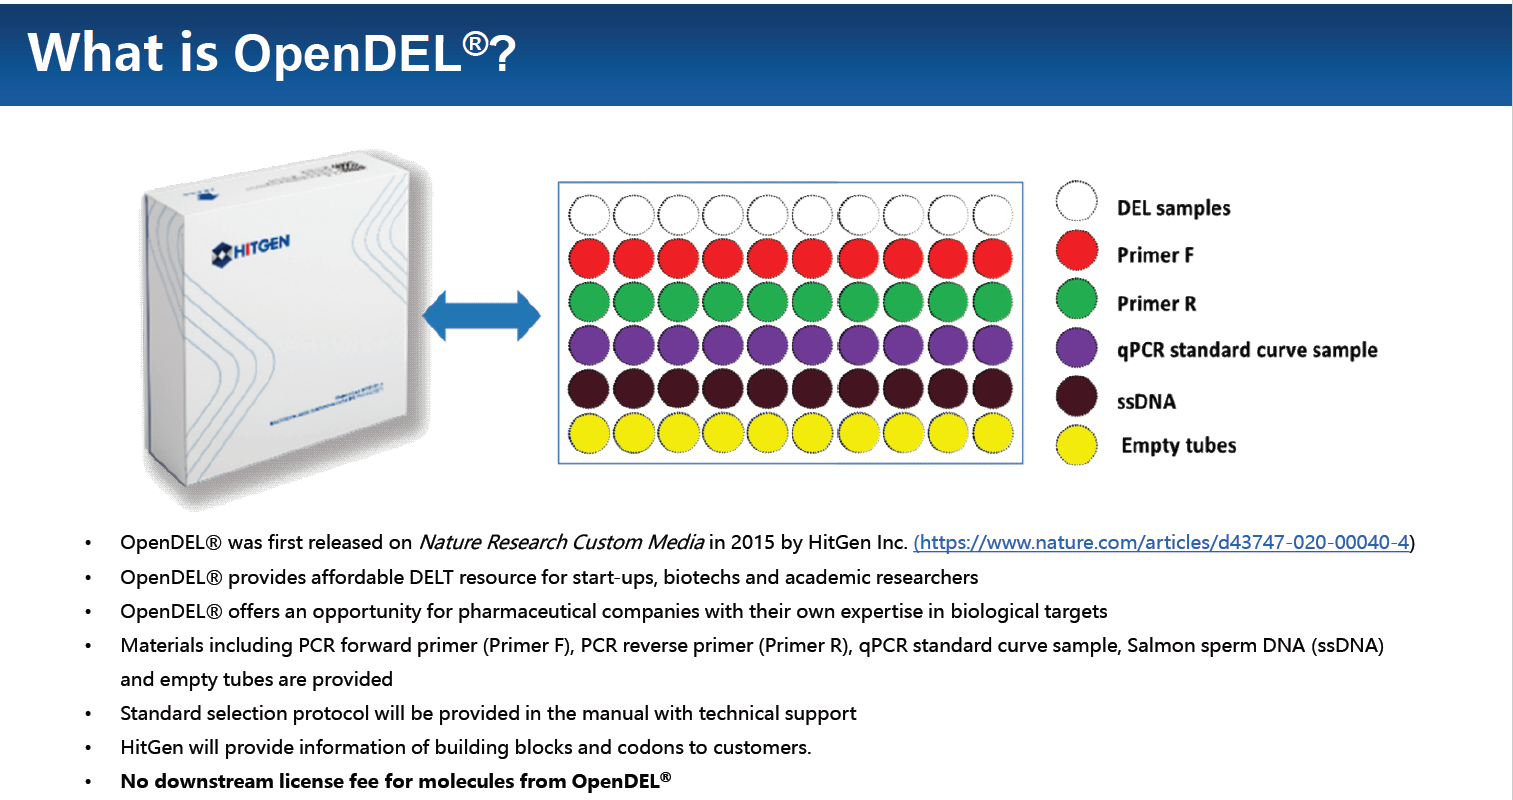 What is OpenDEL®?
HITGEN
DEL samples
Primer F
Primer R
qPCR standard curve sample
ssDNA
Empty tubes
• OpenDEL® was first released on Nature Research Custom Media in 2015 by HitGen Inc. (https://www.nature.com/articles/d43747-020-00040-4)
• OpenDEL® provides affordable DELT resource for start-ups, biotechs and academic researchers
• OpenDEL® offers an opportunity for pharmaceutical companies with their own expertise in biological targets
• Materials including PCR forward primer (Primer F), PCR reverse primer (Primer R), qPCR standard curve sample, Salmon sperm DNA (ssDNA)
and empty tubes are provided
• Standard selection protocol will be provided in the manual with technical support
• HitGen will provide information of building blocks and codons to customers.
• No downstream license fee for molecules from OpenDEL®